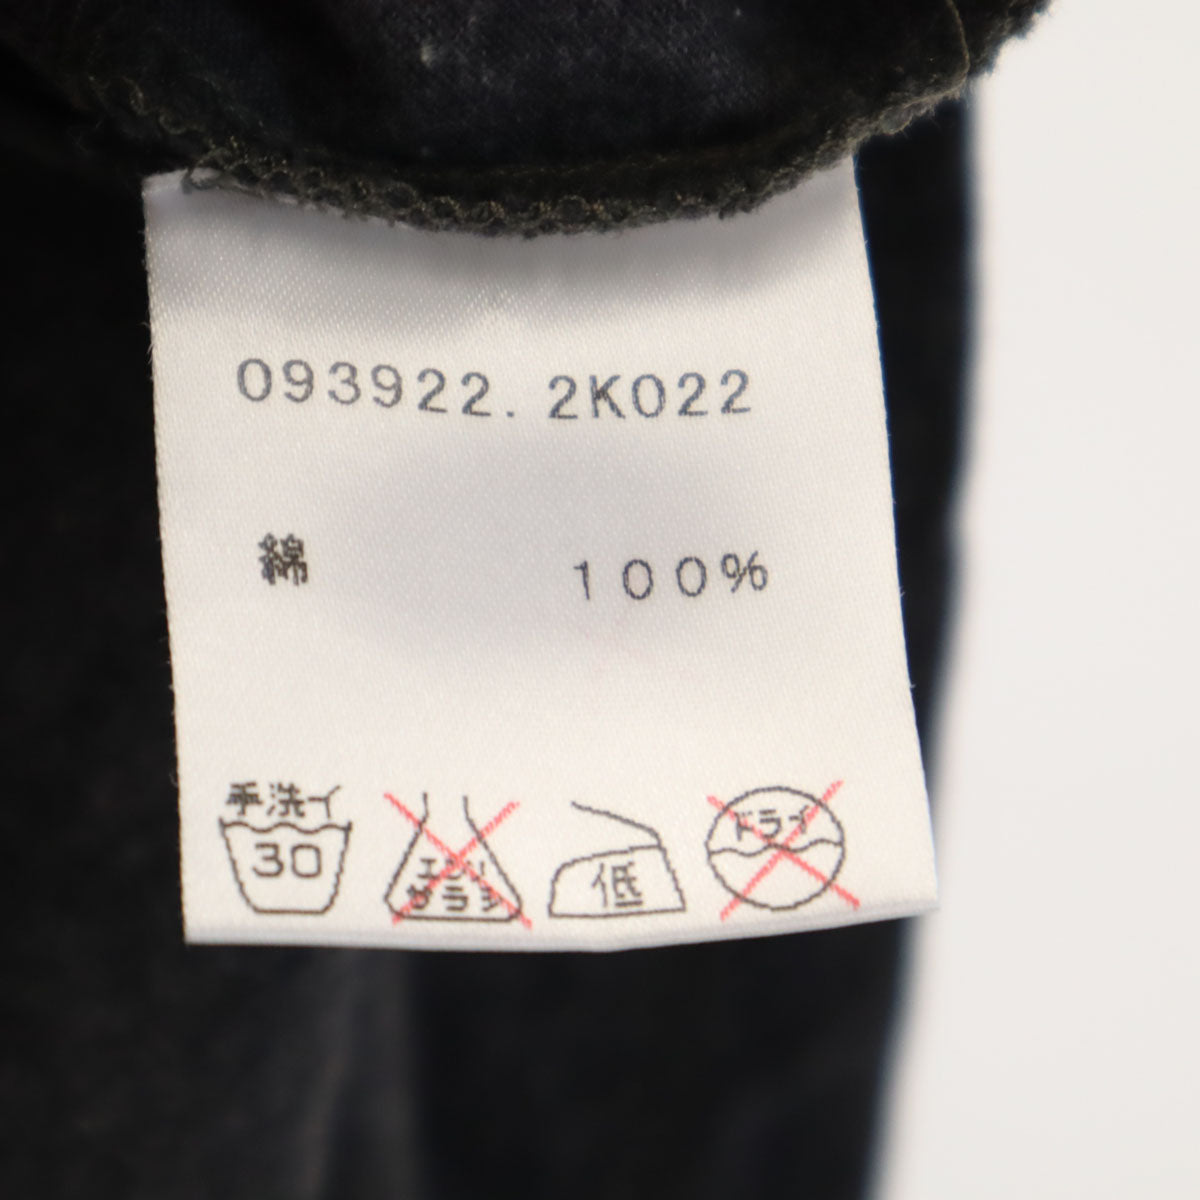 093922. 2K022
綿 100%
手洗イ
30
エンソ
サラシ
低
ドライ